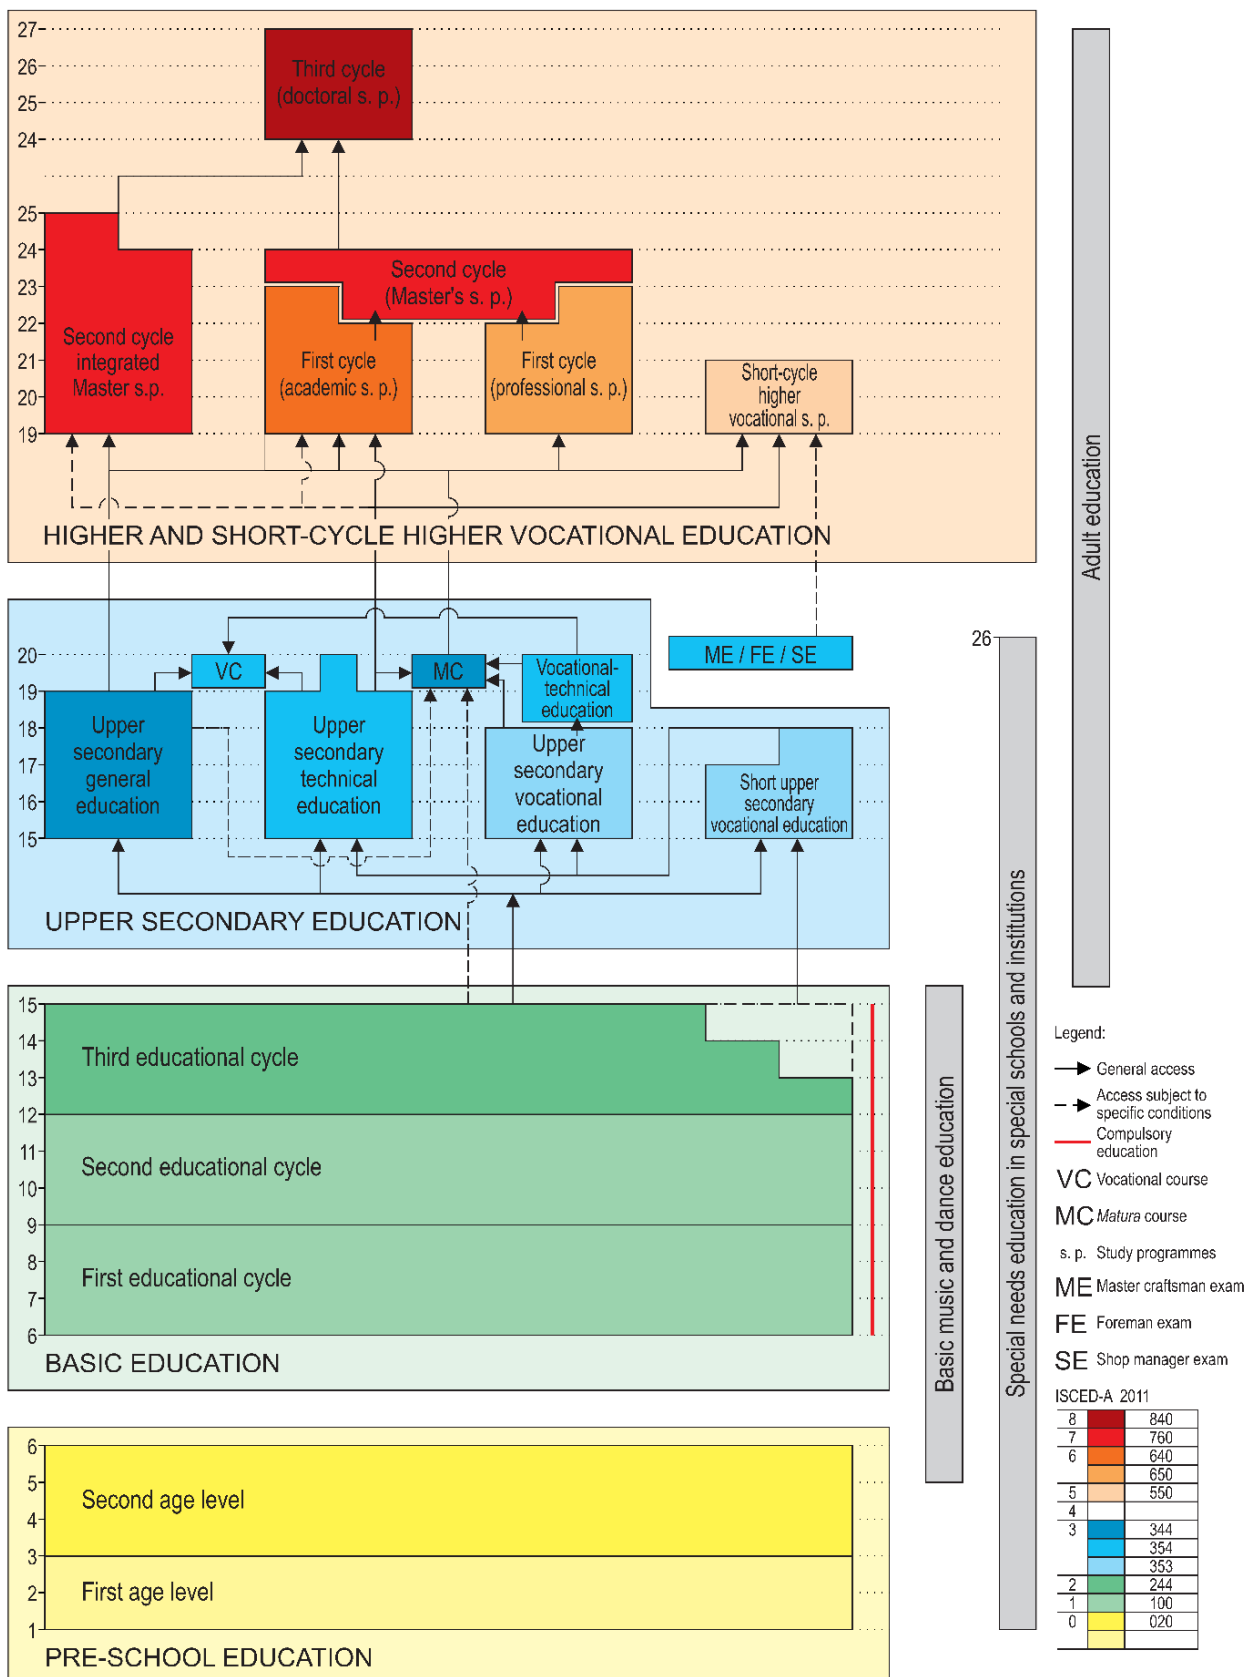 27
26
25
24
25
24
23
22
21
20
19
Third cycle
(doctoral s. p.)
Second cycle
integrated
Master s.p.
Second cycle
(Master's s. p.)
First cycle
(academic s. p.)
First cycle
(professional s. p.)
Short-cycle
higher
vocational s. p.
HIGHER AND SHORT-CYCLE HIGHER VOCATIONAL EDUCATION
20
19
18
17
16
15
VC
MC
ME / FE / SE
Vocational-
technical
education
Upper
secondary
general
education
Upper
secondary
technical
education
Upper
secondary
vocational
education
Short upper
secondary
vocational education
UPPER SECONDARY EDUCATION
15
14
13
12
11
10
9
8
7
6
Third educational cycle
Second educational cycle
First educational cycle
BASIC EDUCATION
6
5
4
3
2
1
Second age level
First age level
PRE-SCHOOL EDUCATION
Basic music and dance education
26
Special needs education in special schools and institutions
Adult education
Legend:
General access
Access subject to
specific conditions
Compulsory
education
VC Vocational course
MC Matura course
s. p. Study programmes
ME Master craftsman exam
FE Foreman exam
SE Shop manager exam
ISCED-A 2011
8 840
7 760
6 640
650
5 550
4
3 344
354
353
2 244
1 100
0 020